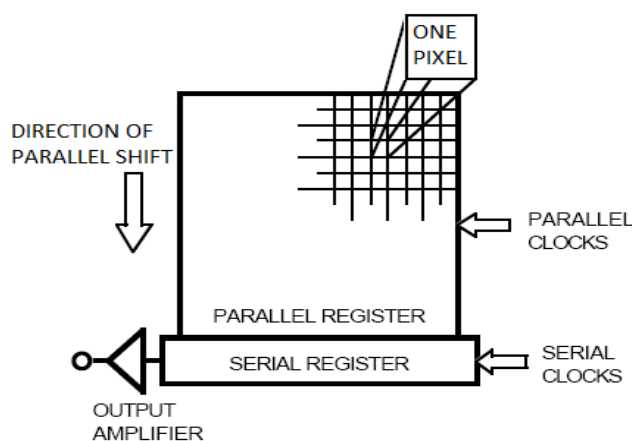 ONE
PIXEL
DIRECTION OF
PARALLEL SHIFT
PARALLEL
CLOCKS
PARALLEL REGISTER
SERIAL REGISTER
SERIAL
CLOCKS
OUTPUT
AMPLIFIER